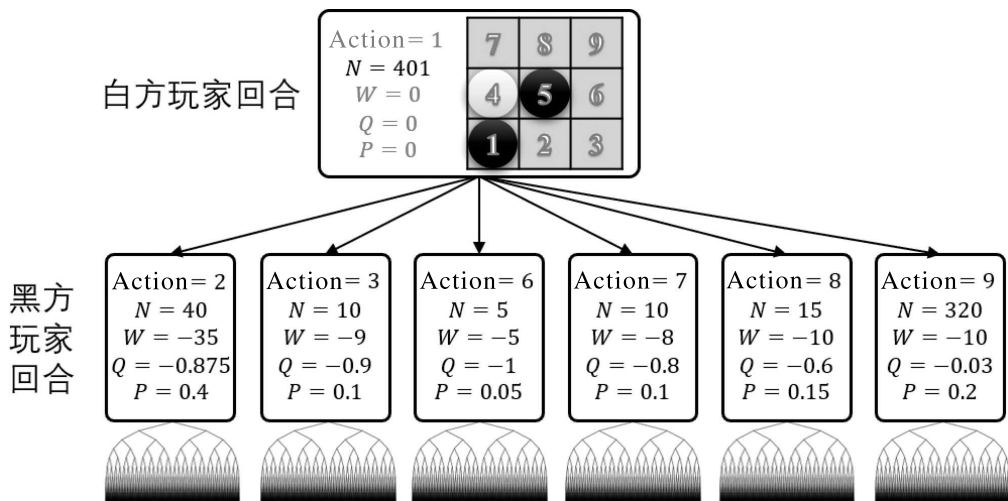 白方玩家回合
Action= 1
N = 401
W = 0
Q = 0
P = 0
7 8 9
4 5 6
1 2 3
黑方
玩家
回合
Action= 2
N = 40
W = −35
Q = −0.875
P = 0.4
Action= 3
N = 10
W = −9
Q = −0.9
P = 0.1
Action= 6
N = 5
W = −5
Q = −1
P = 0.05
Action= 7
N = 10
W = −8
Q = −0.8
P = 0.1
Action= 8
N = 15
W = −10
Q = −0.6
P = 0.15
Action= 9
N = 320
W = −10
Q = −0.03
P = 0.2